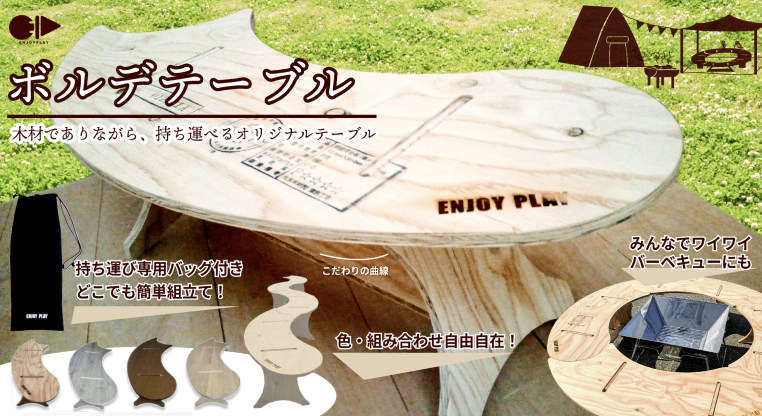 ENJOYPLAY
ボルデテーブル
木材でありながら、持ち運べるオリジナルテーブル
ENJOY PLAY
みんなでワイワイ
バーベキューにも
持ち運び専用バッグ付き
どこでも簡単組立て！
こだわりの曲線
ENJOY PLAY
色・組み合わせ自由自在！